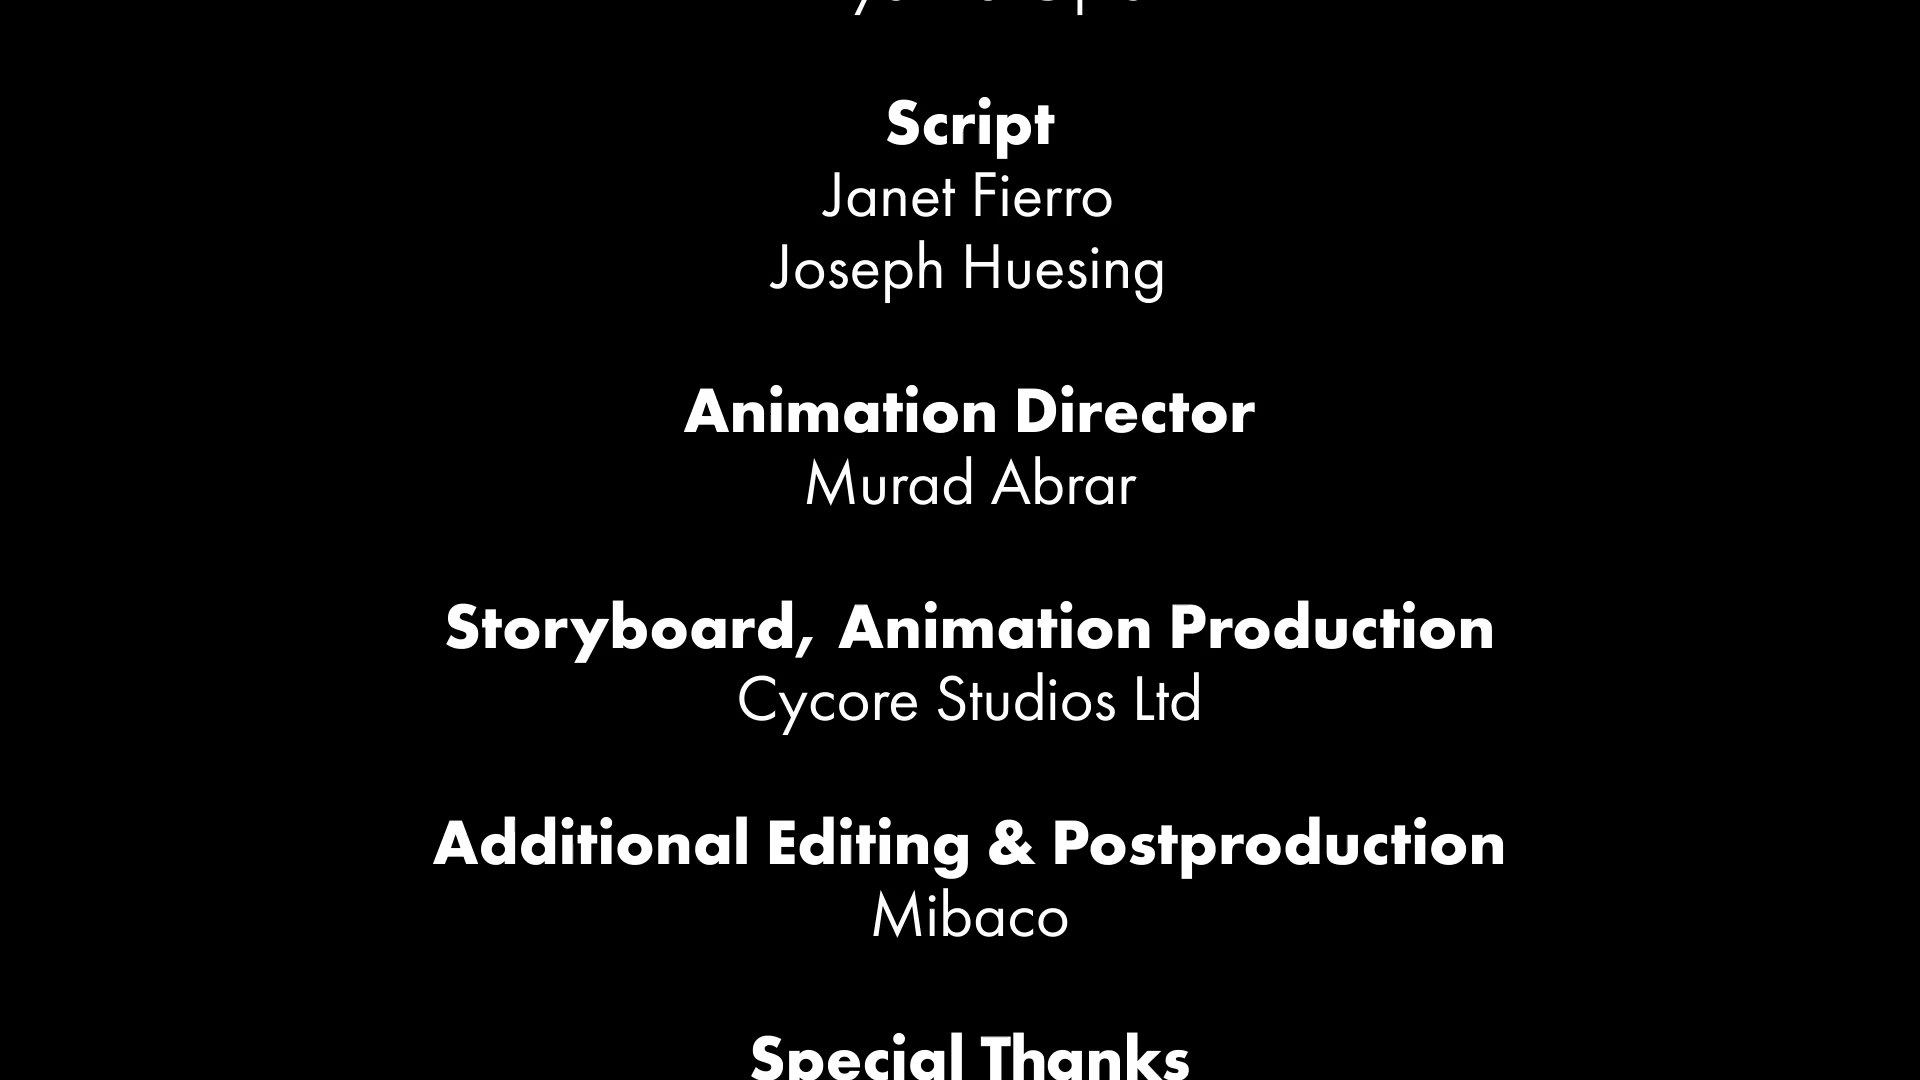 Script
Janet Fierro
Joseph Huesing
Animation Director
Murad Abrar
Storyboard, Animation Production
Cycore Studios Ltd
Additional Editing & Postproduction
Mibaco
Special Thanks